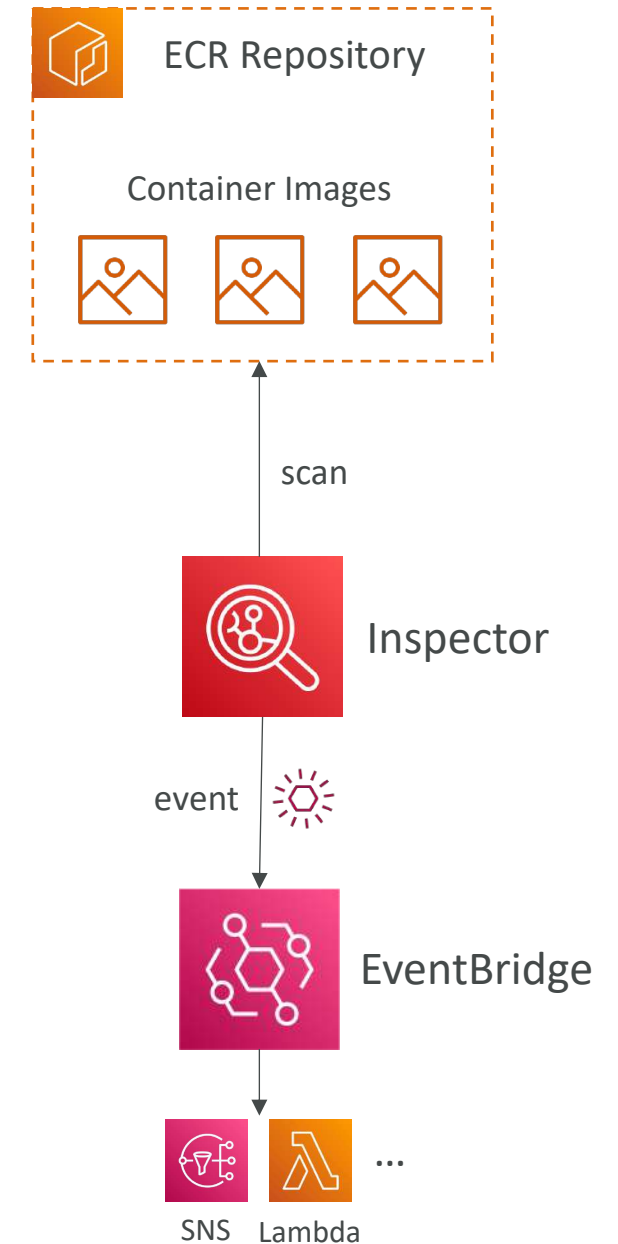 ECR Repository
Container Images
scan
Inspector
event
EventBridge
...
SNS Lambda